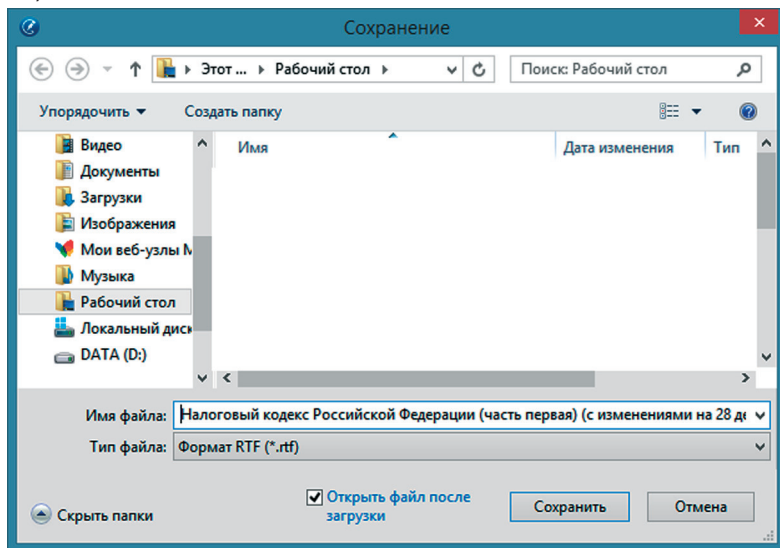 Сохранение
Этот ... Рабочий стол
Поиск: Рабочий стол
Упорядочить
Создать папку
Имя
Дата изменения
Тип
Видео
Документы
Загрузки
Изображения
Мои веб-узлы M
Музыка
Рабочий стол
Локальный диск
DATA (D:)
Имя файла: Налоговый кодекс Российской Федерации (часть первая) (с изменениями на 28 де
Тип файла: Формат RTF (*.rtf)
Открыть файл после
загрузки
Сохранить
Отмена
Скрыть папки